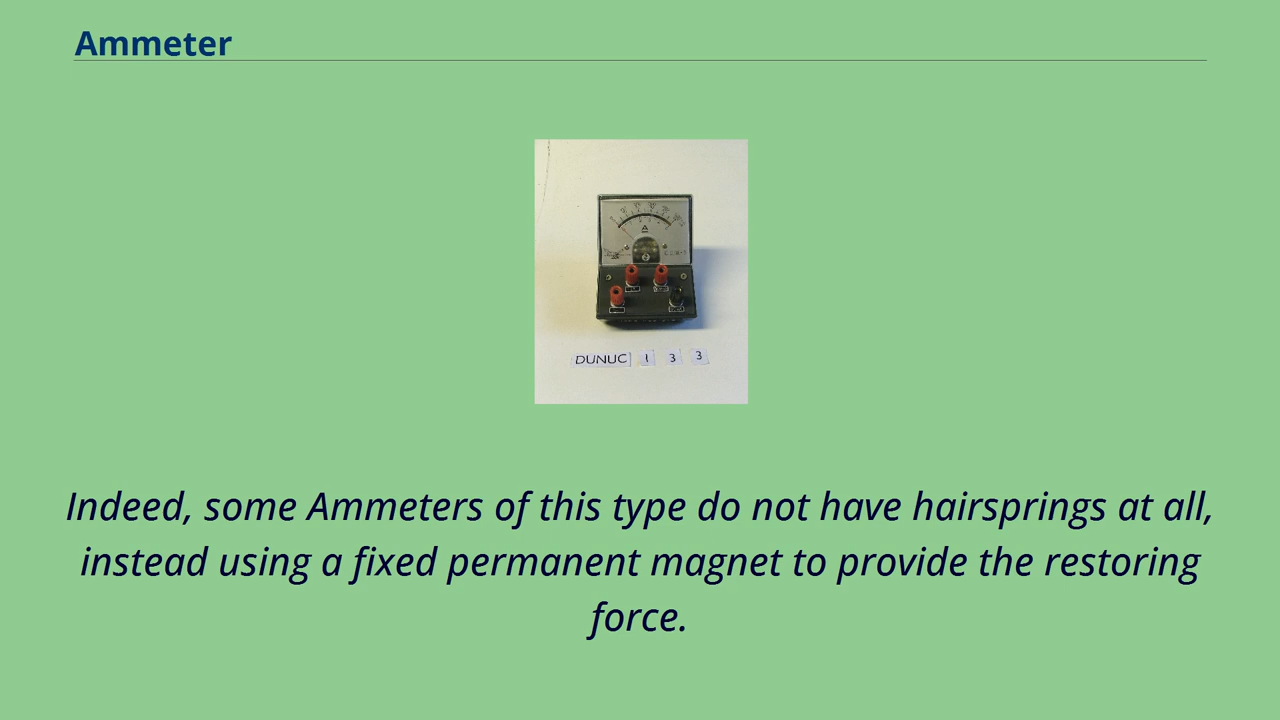 Ammeter
DUNUC 1 3 3
Indeed, some Ammeters of this type do not have hairsprings at all,
instead using a fixed permanent magnet to provide the restoring
force.